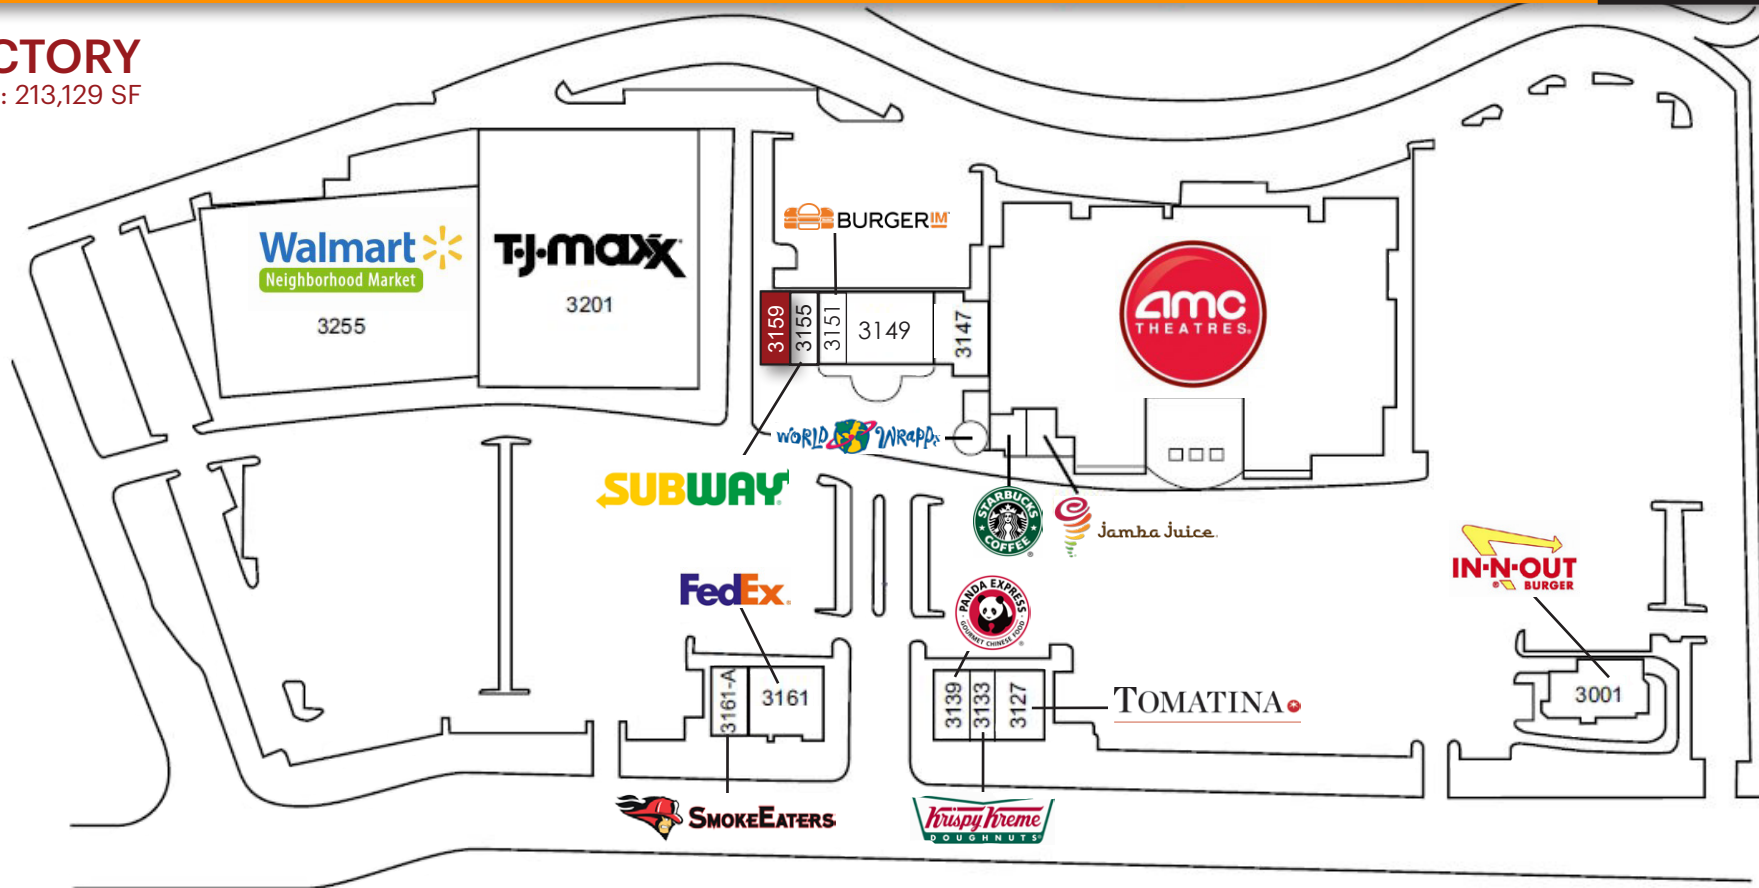 CTORY
: 213,129 SF
BURGERIM
Walmart
Neighborhood Market
3255
T.J.maxx
3201
3159
3155
3151
3149
3147
amc
THEATRES
WORLD WRAPPS
SUBWAY
STARBUCKS
COFFEE
jamba juice
IN-N-OUT
BURGER
FedEx
PANDA EXPRESS
GOURMET CHINESE FOOD
3161-A
3161
3139
3133
3127
TOMATINA
3001
SMOKEEATERS
Krispy Kreme
DOUGHNUTS